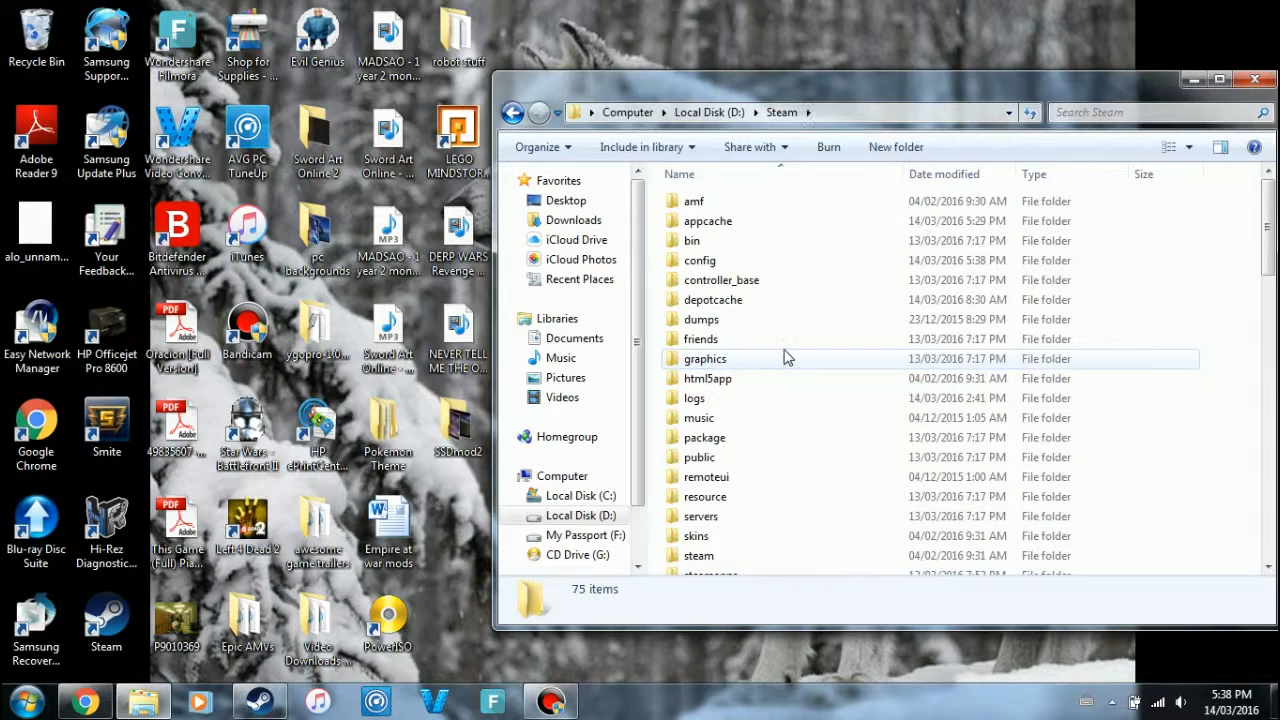 Recycle Bin
Samsung
Suppor...
Wondershare
Filmora
Shop for
Supplies - ...
Evil Genius
MADSAO - 1
year 2 mon...
robot stuff
Adobe
Reader 9
Samsung
Update Plus
Wondershare
Video Conv...
AVG PC
TuneUp
Sword Art
Online 2
Sword Art
Online - ...
LEGO
MINDSTOR...
alo_unnam...
Your
Feedback...
Bitdefender
Antivirus ...
iTunes
pc
backgrounds
MP3
MADSAO - 1
year 2 mon...
DERP WARS
Revenge ...
Easy Network
Manager
HP Officejet
Pro 8600
PDF
Oracion [Full
Version]
Bandicam
ygopro-1.0...
MP3
Sword Art
Online - ...
NEVER TELL
ME THE O...
Google
Chrome
Smite
PDF
49835607-...
Star Wars -
Battlefront II
HP
ePrintCent...
Pokemon
Theme
SSDmod2
Blu-ray Disc
Suite
Hi-Rez
Diagnostic...
PDF
This Game
(Full) Pia...
Left 4 Dead 2
awesome
game trailers
Empire at
war mods
Samsung
Recover...
Steam
P9010369
Epic AMVs
Video
Downloads...
PowerISO
Computer Local Disk (D:) Steam
Search Steam
Organize Include in library Share with Burn New folder
Favorites
Desktop
Downloads
iCloud Drive
iCloud Photos
Recent Places
Libraries
Documents
Music
Pictures
Videos
Homegroup
Computer
Local Disk (C:)
Local Disk (D:)
My Passport (F:)
CD Drive (G:)
Name Date modified Type Size
amf 04/02/2016 9:30 AM File folder
appcache 14/03/2016 5:29 PM File folder
bin 13/03/2016 7:17 PM File folder
config 14/03/2016 5:38 PM File folder
controller_base 13/03/2016 7:17 PM File folder
depotcache 14/03/2016 8:30 AM File folder
dumps 23/12/2015 8:29 PM File folder
friends 13/03/2016 7:17 PM File folder
graphics 13/03/2016 7:17 PM File folder
html5app 04/02/2016 9:31 AM File folder
logs 14/03/2016 2:41 PM File folder
music 04/12/2015 1:05 AM File folder
package 13/03/2016 7:17 PM File folder
public 13/03/2016 7:17 PM File folder
remoteui 04/12/2015 1:00 AM File folder
resource 13/03/2016 7:17 PM File folder
servers 13/03/2016 7:17 PM File folder
skins 04/02/2016 9:31 AM File folder
steam 04/02/2016 9:31 AM File folder
75 items
5:38 PM
14/03/2016